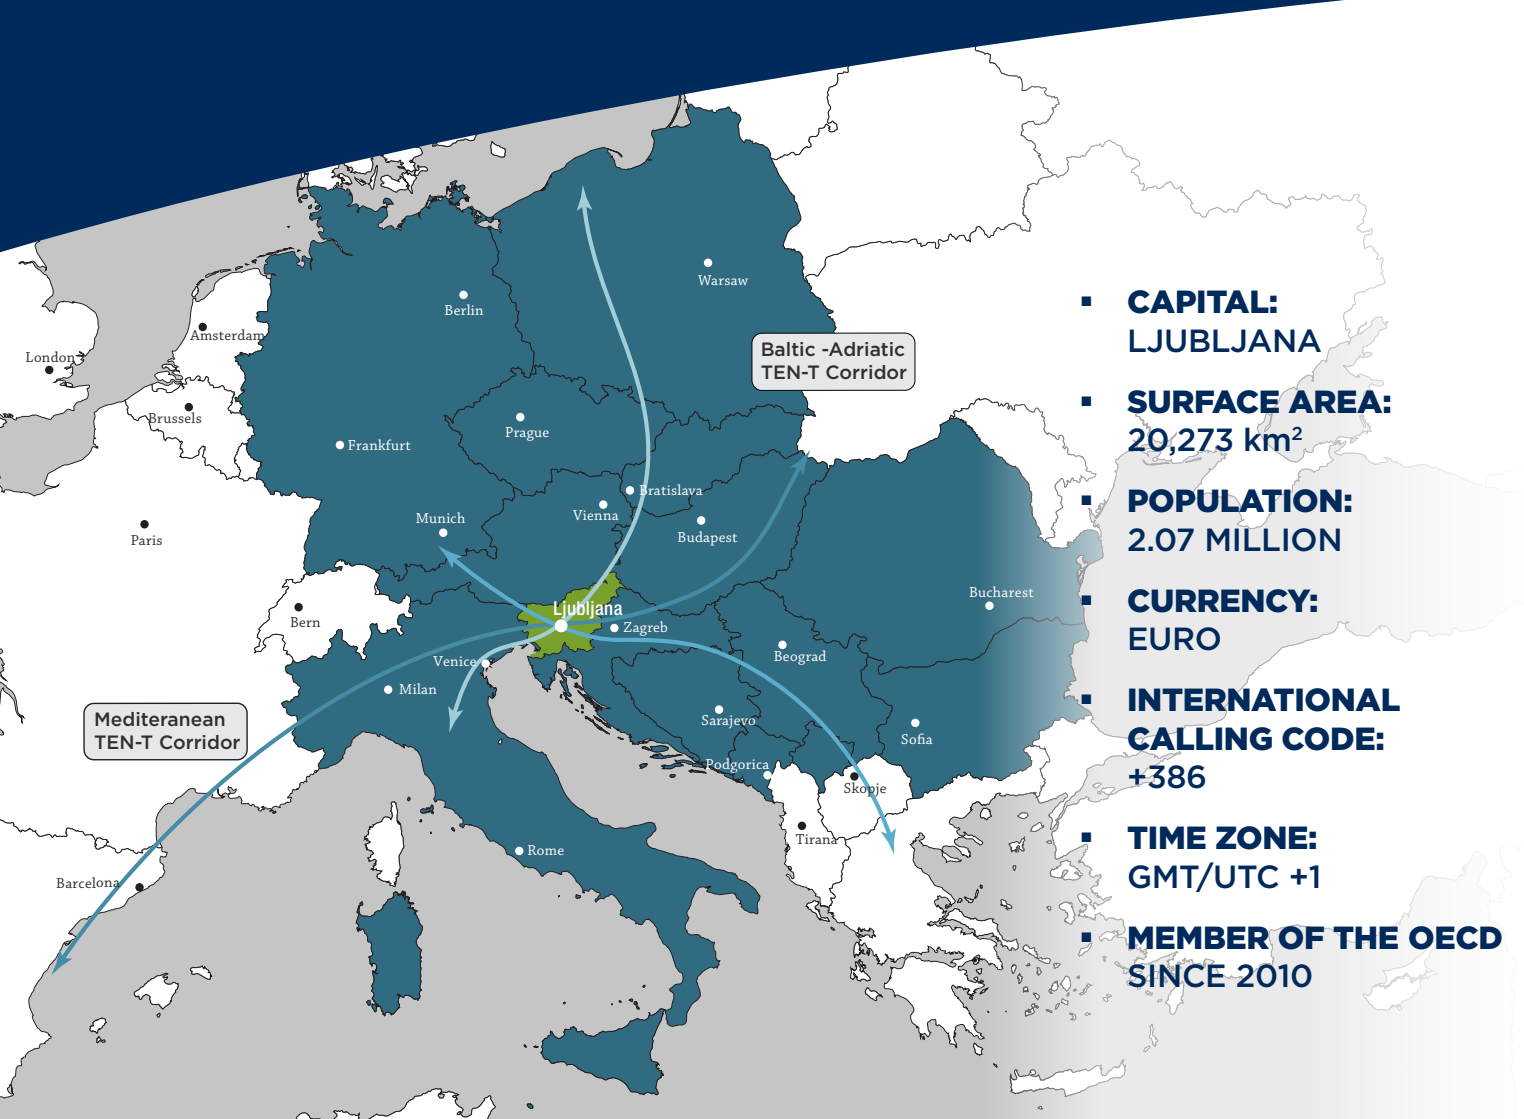 Warsaw
Berlin
Amsterdam
London
Baltic -Adriatic
TEN-T Corridor
Brussels
Prague
Frankfurt
Bratislava
Vienna
Munich
Budapest
Paris
Bucharest
Ljubljana
Bern
Zagreb
Beograd
Venice
Milan
Mediteranean
TEN-T Corridor
Sarajevo
Sofia
Podgorica
Skopje
Tirana
Rome
Barcelona
▪ CAPITAL:
LJUBLJANA
▪ SURFACE AREA:
20,273 km²
▪ POPULATION:
2.07 MILLION
▪ CURRENCY:
EURO
▪ INTERNATIONAL
CALLING CODE:
+386
▪ TIME ZONE:
GMT/UTC +1
▪ MEMBER OF THE OECD
SINCE 2010